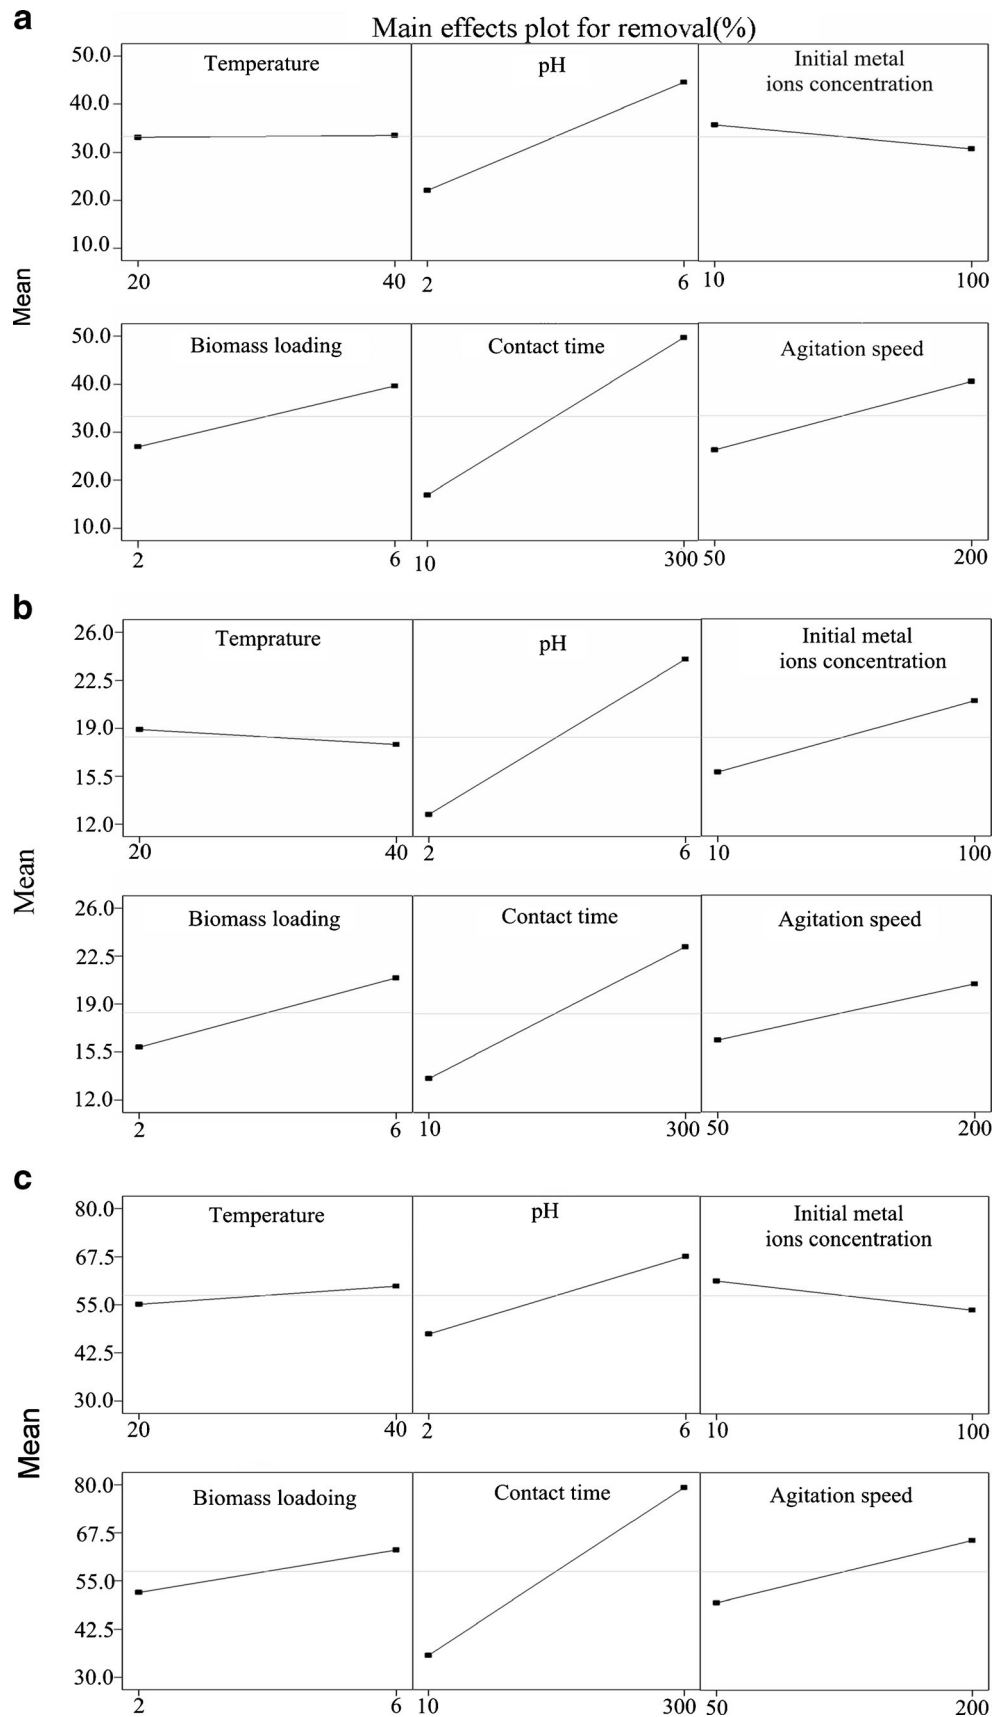 a
Main effects plot for removal(%)
Temperature
pH
Initial metal
ions concentration
50.0
40.0
30.0
20.0
10.0
20
40
2
6
10
100
Mean
Biomass loading
Contact time
Agitation speed
50.0
40.0
30.0
20.0
10.0
2
6
10
300
50
200
b
Temprature
pH
Initial metal
ions concentration
26.0
22.5
19.0
15.5
12.0
20
40
2
6
10
100
Mean
Biomass loading
Contact time
Agitation speed
26.0
22.5
19.0
15.5
12.0
2
6
10
300
50
200
c
Temperature
pH
Initial metal
ions concentration
80.0
67.5
55.0
42.5
30.0
20
40
2
6
10
100
Mean
Biomass loadoing
Contact time
Agitation speed
80.0
67.5
55.0
42.5
30.0
2
6
10
300
50
200